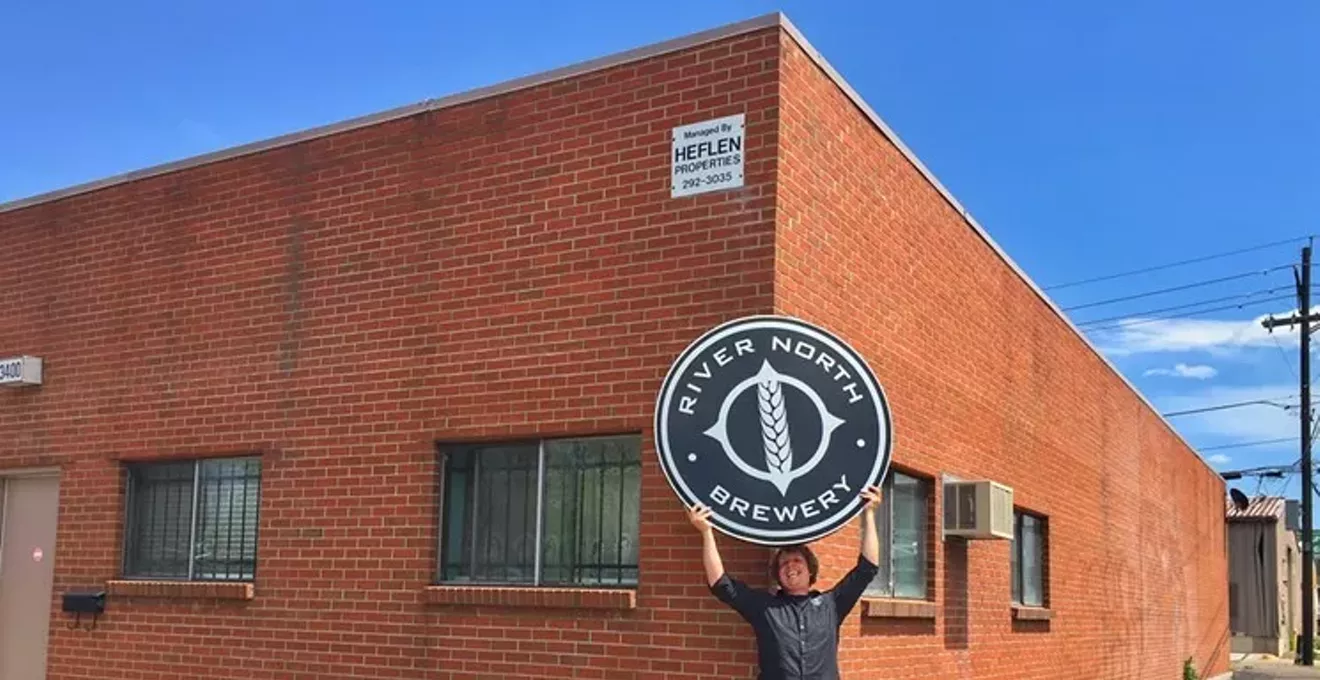 Managed By
HEFLEN
PROPERTIES
292-3035
3400
RIVER NORTH
BREWERY